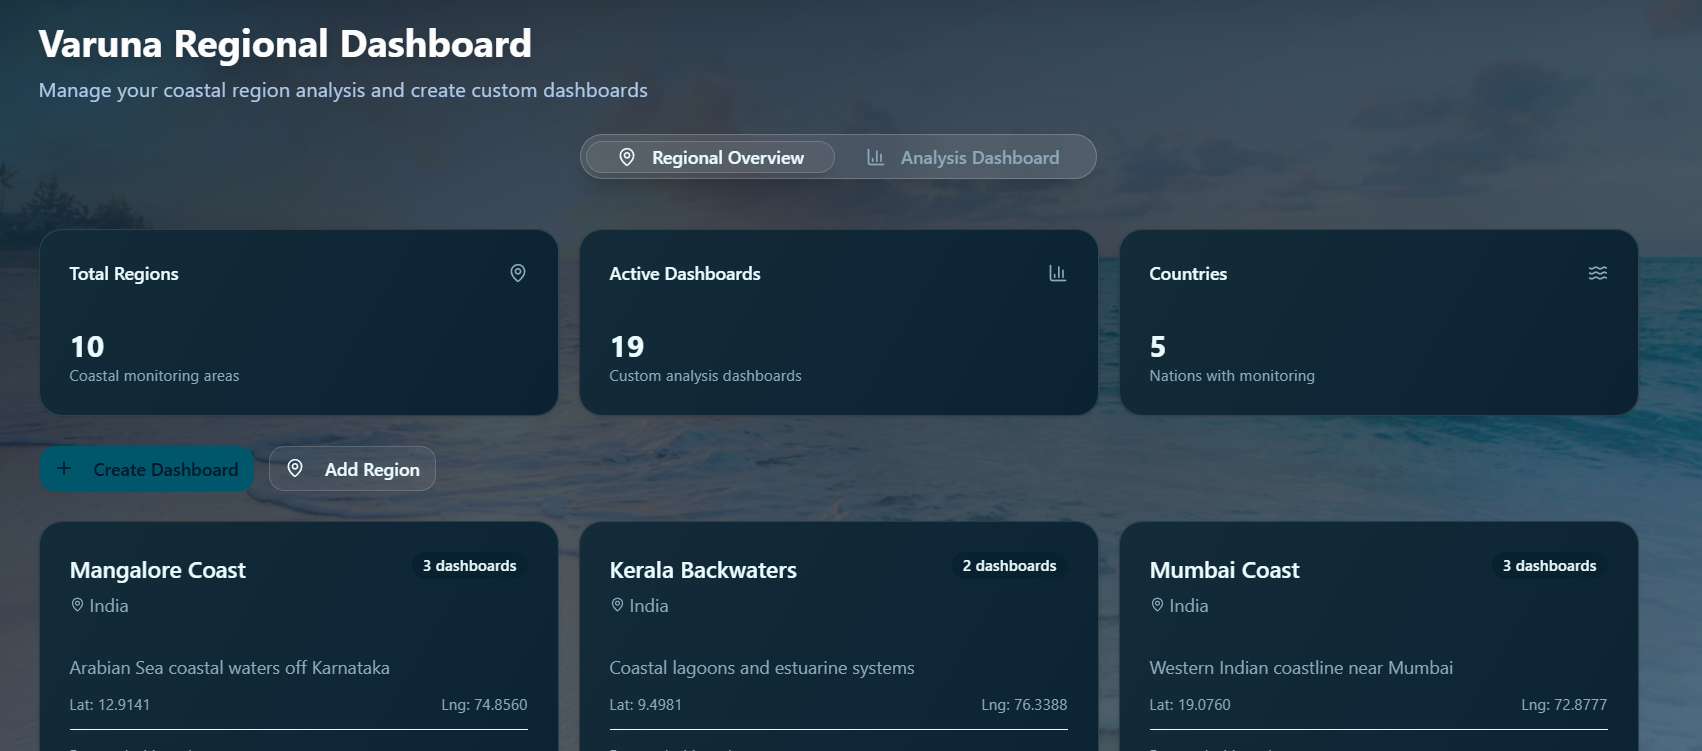 Varuna Regional Dashboard
Manage your coastal region analysis and create custom dashboards
Regional Overview
Analysis Dashboard
Total Regions
10
Coastal monitoring areas
Active Dashboards
19
Custom analysis dashboards
Countries
5
Nations with monitoring
Create Dashboard
Add Region
Mangalore Coast
3 dashboards
India
Arabian Sea coastal waters off Karnataka
Lat: 12.9141
Lng: 74.8560
Kerala Backwaters
2 dashboards
India
Coastal lagoons and estuarine systems
Lat: 9.4981
Lng: 76.3388
Mumbai Coast
3 dashboards
India
Western Indian coastline near Mumbai
Lat: 19.0760
Lng: 72.8777